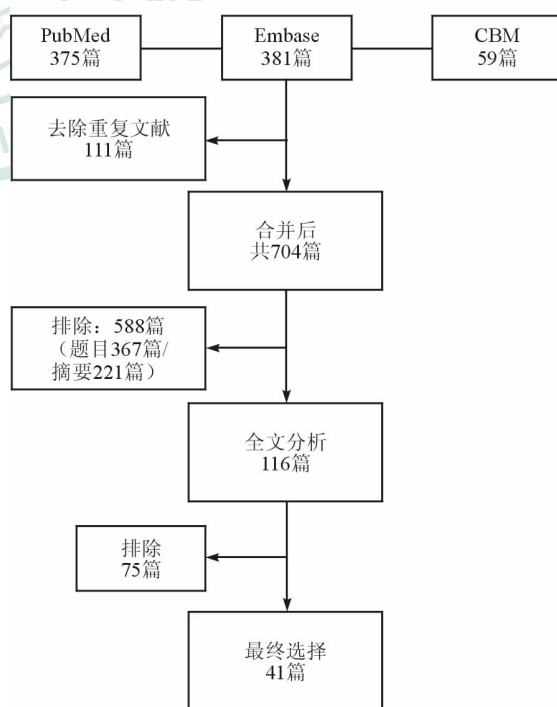 PubMed
375篇
Embase
381篇
CBM
59篇
去除重复文献
111篇
合并后
共704篇
排除：588篇
（题目367篇/
摘要221篇）
全文分析
116篇
排除
75篇
最终选择
41篇